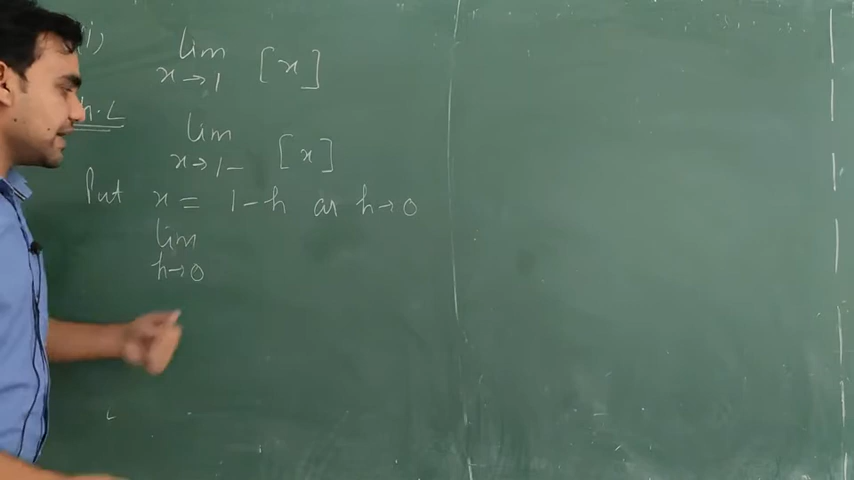 i) lim [x]
x→1
h.L
lim [x]
x→1-
Put x = 1-h as h→0
lim
h→0